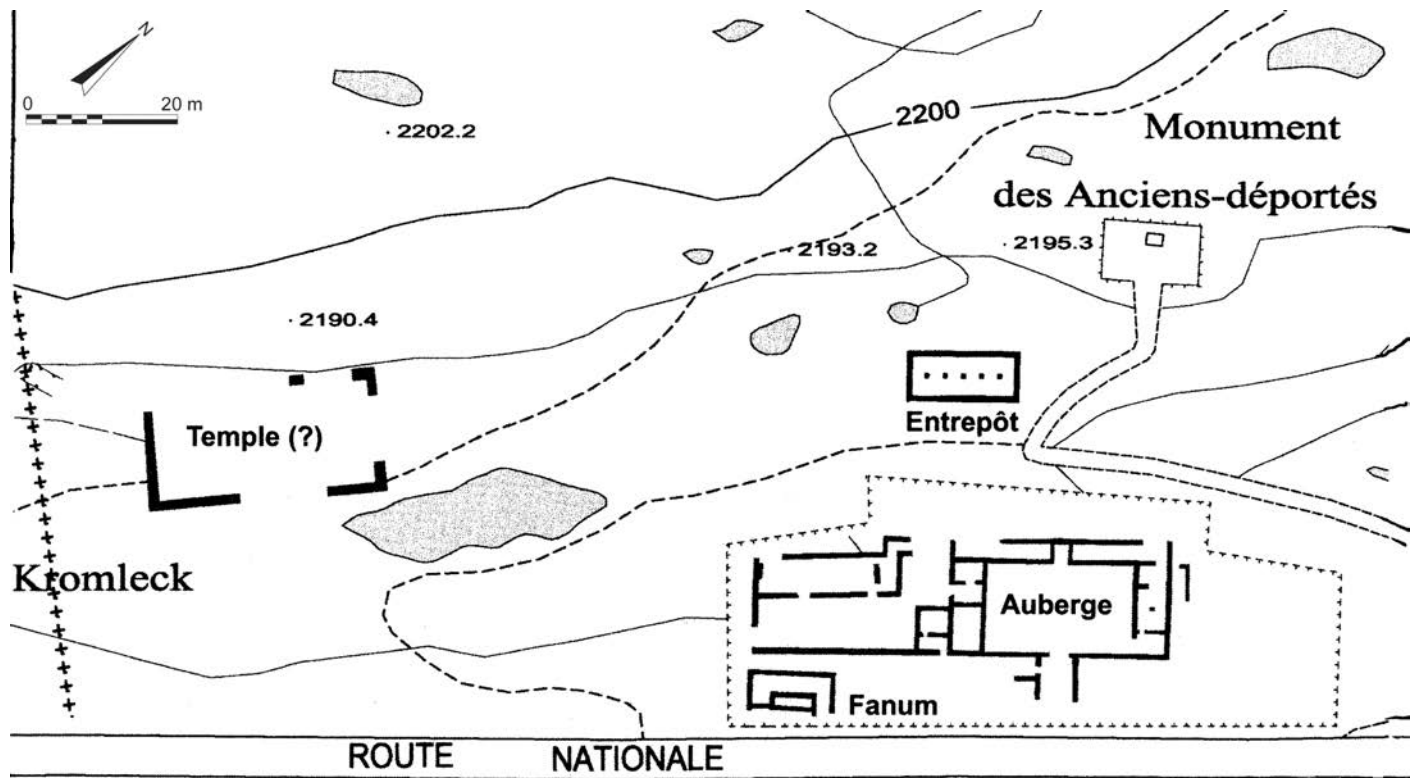 N
0 20 m
2202.2
2200
Monument
des Anciens-déportés
2193.2
2195.3
2190.4
Entrepôt
Temple (?)
Kromleck
Auberge
Fanum
ROUTE NATIONALE